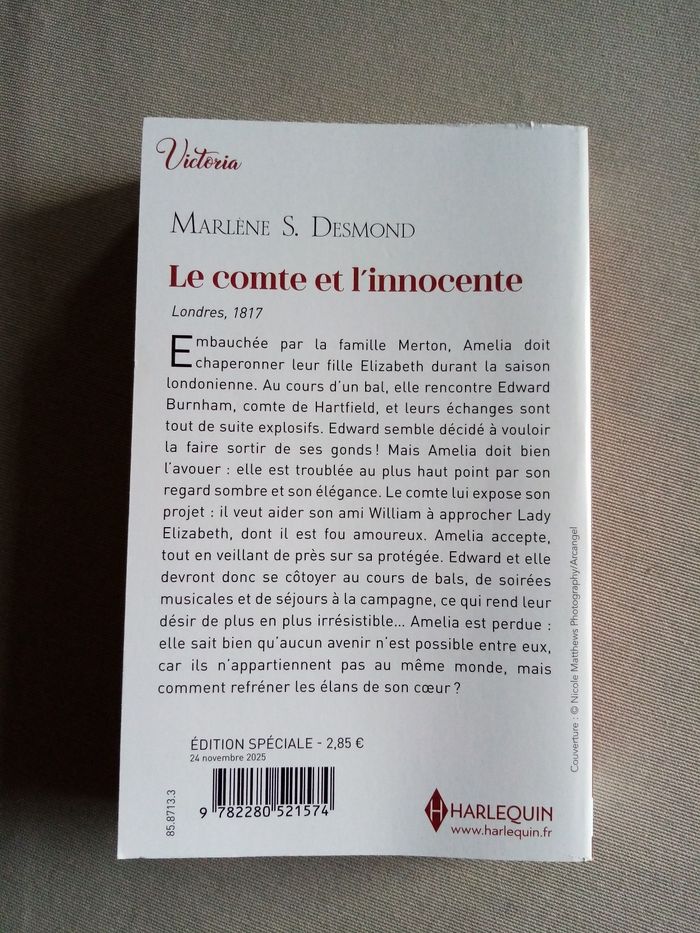 Victoria
MARLÈNE S. DESMOND
Le comte et l'innocente
Londres, 1817
Embauchée par la famille Merton, Amelia doit
chaperonner leur fille Elizabeth durant la saison
londonienne. Au cours d'un bal, elle rencontre Edward
Burnham, comte de Hartfield, et leurs échanges sont
tout de suite explosifs. Edward semble décidé à vouloir
la faire sortir de ses gonds ! Mais Amelia doit bien
l'avouer : elle est troublée au plus haut point par son
regard sombre et son élégance. Le comte lui expose son
projet : il veut aider son ami William à approcher Lady
Elizabeth, dont il est fou amoureux. Amelia accepte,
tout en veillant de près sur sa protégée. Edward et elle
devront donc se côtoyer au cours de bals, de soirées
musicales et de séjours à la campagne, ce qui rend leur
désir de plus en plus irrésistible... Amelia est perdue :
elle sait bien qu'aucun avenir n'est possible entre eux,
car ils n'appartiennent pas au même monde, mais
comment refréner les élans de son cœur ?
Couverture : © Nicole Matthews Photography/Arcangel
ÉDITION SPÉCIALE - 2,85 €
24 novembre 2025
85.8713.3
9 782280 521574
H HARLEQUIN
www.harlequin.fr